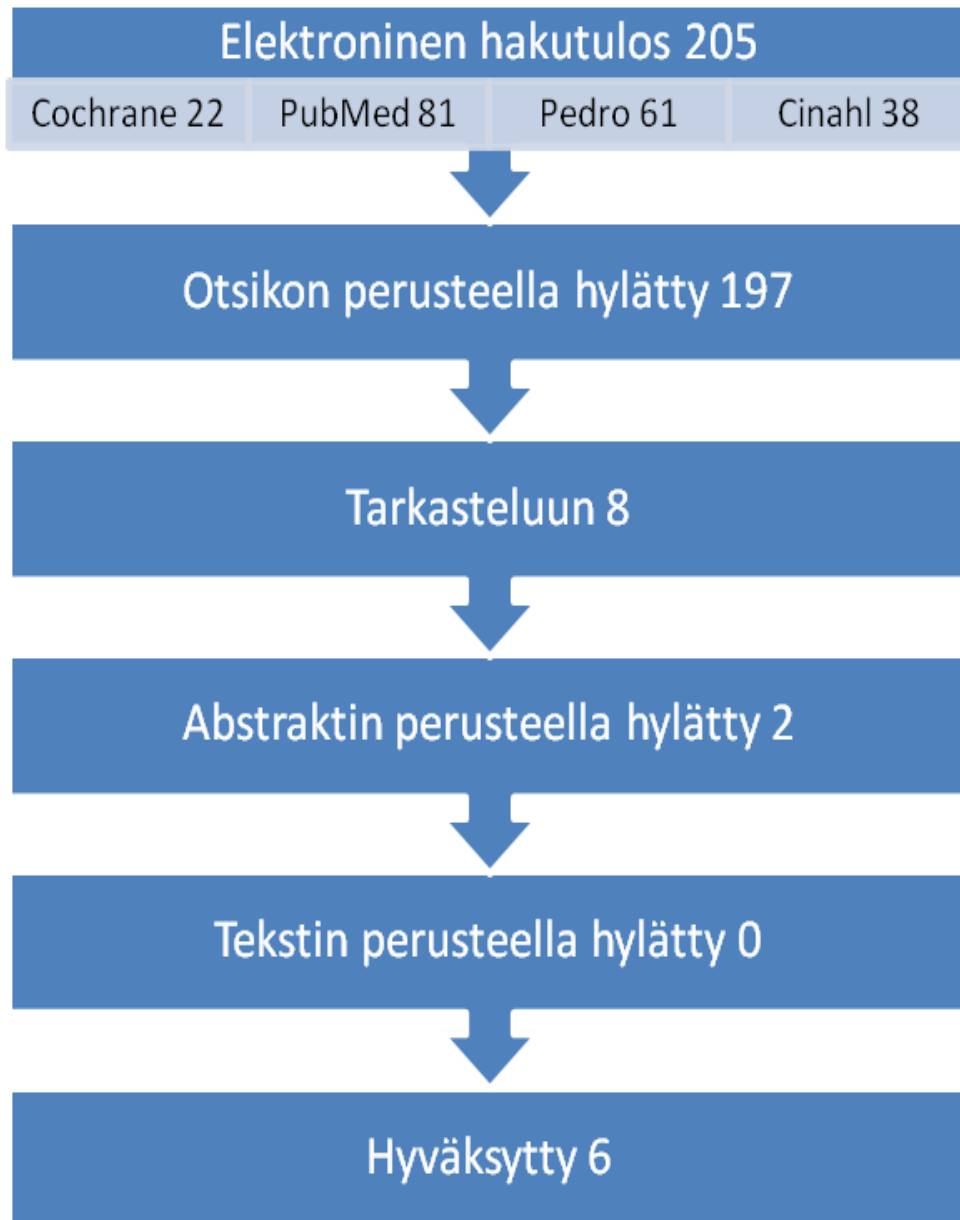 Elektroninen hakutulos 205
Cochrane 22 PubMed 81 Pedro 61 Cinahl 38
Otsikon perusteella hylätty 197
Tarkasteluun 8
Abstraktin perusteella hylätty 2
Tekstin perusteella hylätty 0
Hyväksytty 6